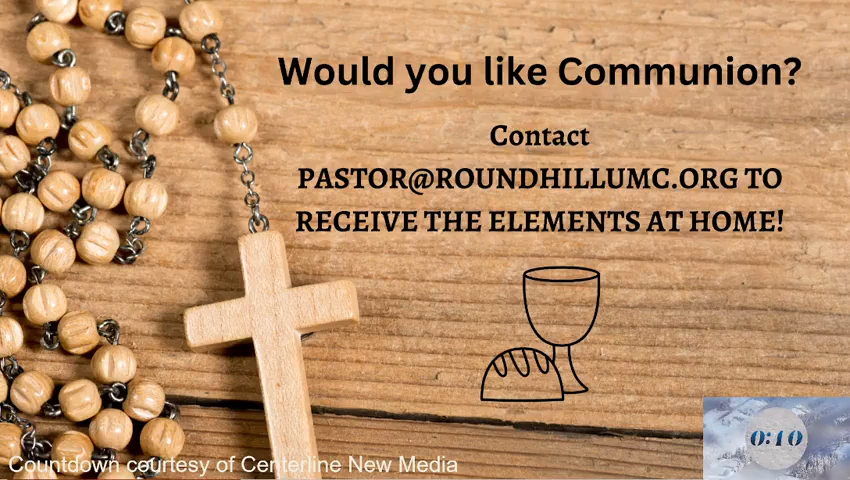 Would you like Communion?
Contact
PASTOR@ROUNDHILLUMC.ORG TO
RECEIVE THE ELEMENTS AT HOME!
0:10
Countdown courtesy of Centerline New Media